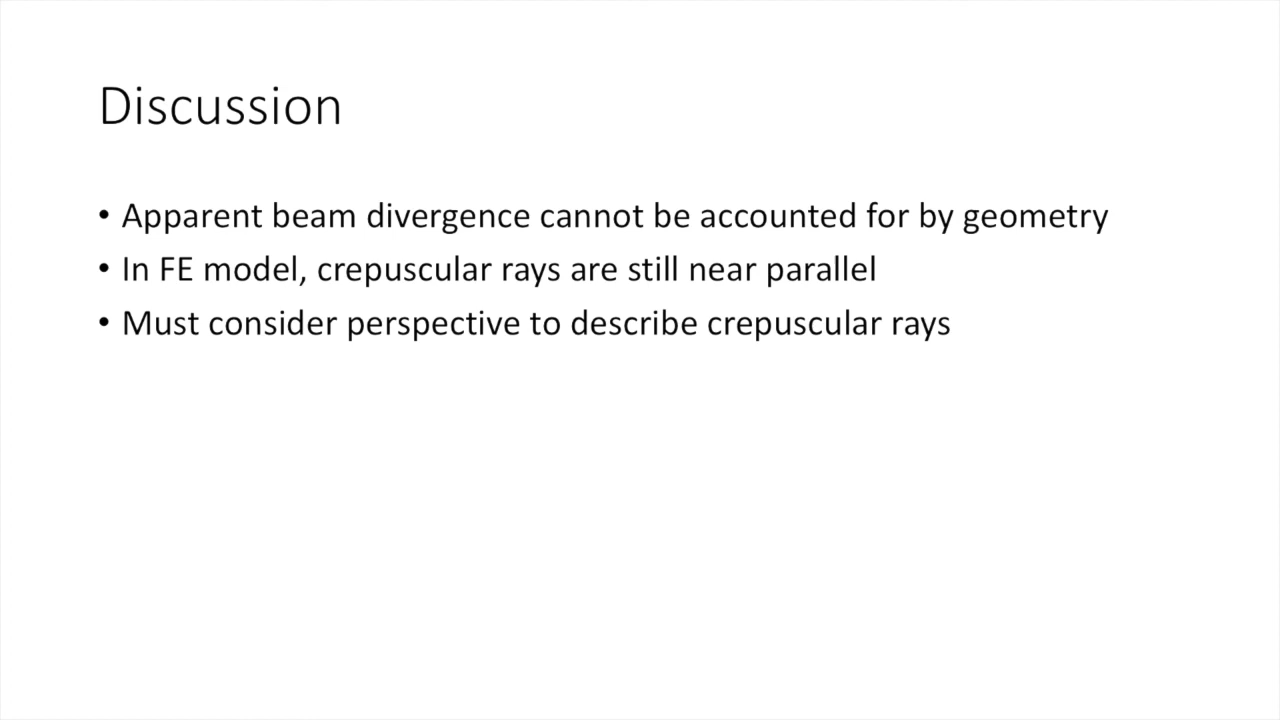 Discussion
• Apparent beam divergence cannot be accounted for by geometry
• In FE model, crepuscular rays are still near parallel
• Must consider perspective to describe crepuscular rays